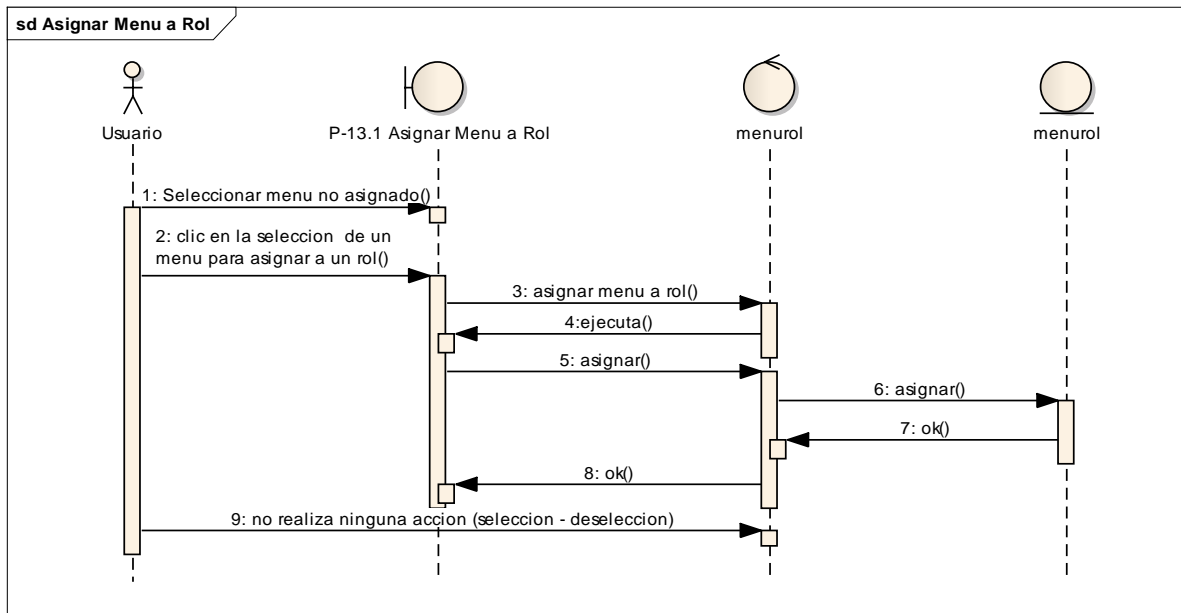 sd Asignar Menu a Rol
Usuario
P-13.1 Asignar Menu a Rol
menurol
menurol
1: Seleccionar menu no asignado()
2: clic en la seleccion de un
menu para asignar a un rol()
3: asignar menu a rol()
4:ejecuta()
5: asignar()
6: asignar()
7: ok()
8: ok()
9: no realiza ninguna accion (seleccion - deseleccion)